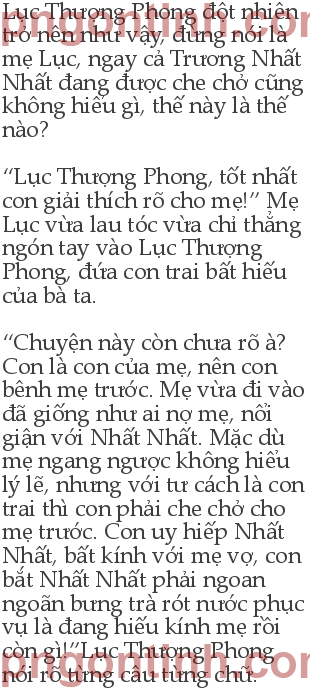 Lục Thượng Phong đột nhiên
trở nên như vậy, đừng nói là
mẹ Lục, ngay cả Trương Nhất
Nhất đang được che chở cũng
không hiểu gì, thế này là thế
nào?
“Lục Thượng Phong, tốt nhất
con giải thích rõ cho mẹ!” Mẹ
Lục vừa lau tóc vừa chỉ thẳng
ngón tay vào Lục Thượng
Phong, đứa con trai bất hiếu
của bà ta.
“Chuyện này còn chưa rõ à?
Con là con của mẹ, nên con
bênh mẹ trước. Mẹ vừa đi vào
đã giống như ai nợ mẹ, nổi
giận với Nhất Nhất. Mặc dù
mẹ ngang ngược không hiểu
lý lẽ, nhưng với tư cách là con
trai thì con phải che chở cho
mẹ trước. Con uy hiếp Nhất
Nhất, bất kính với mẹ vợ, con
bắt Nhất Nhất phải ngoan
ngoãn bưng trà rót nước phục
vụ là đang hiếu kính mẹ rồi
còn gì!”Lục Thượng Phong
nói rõ từng câu từng chữ.
pngontinh.com
pngontinh.com